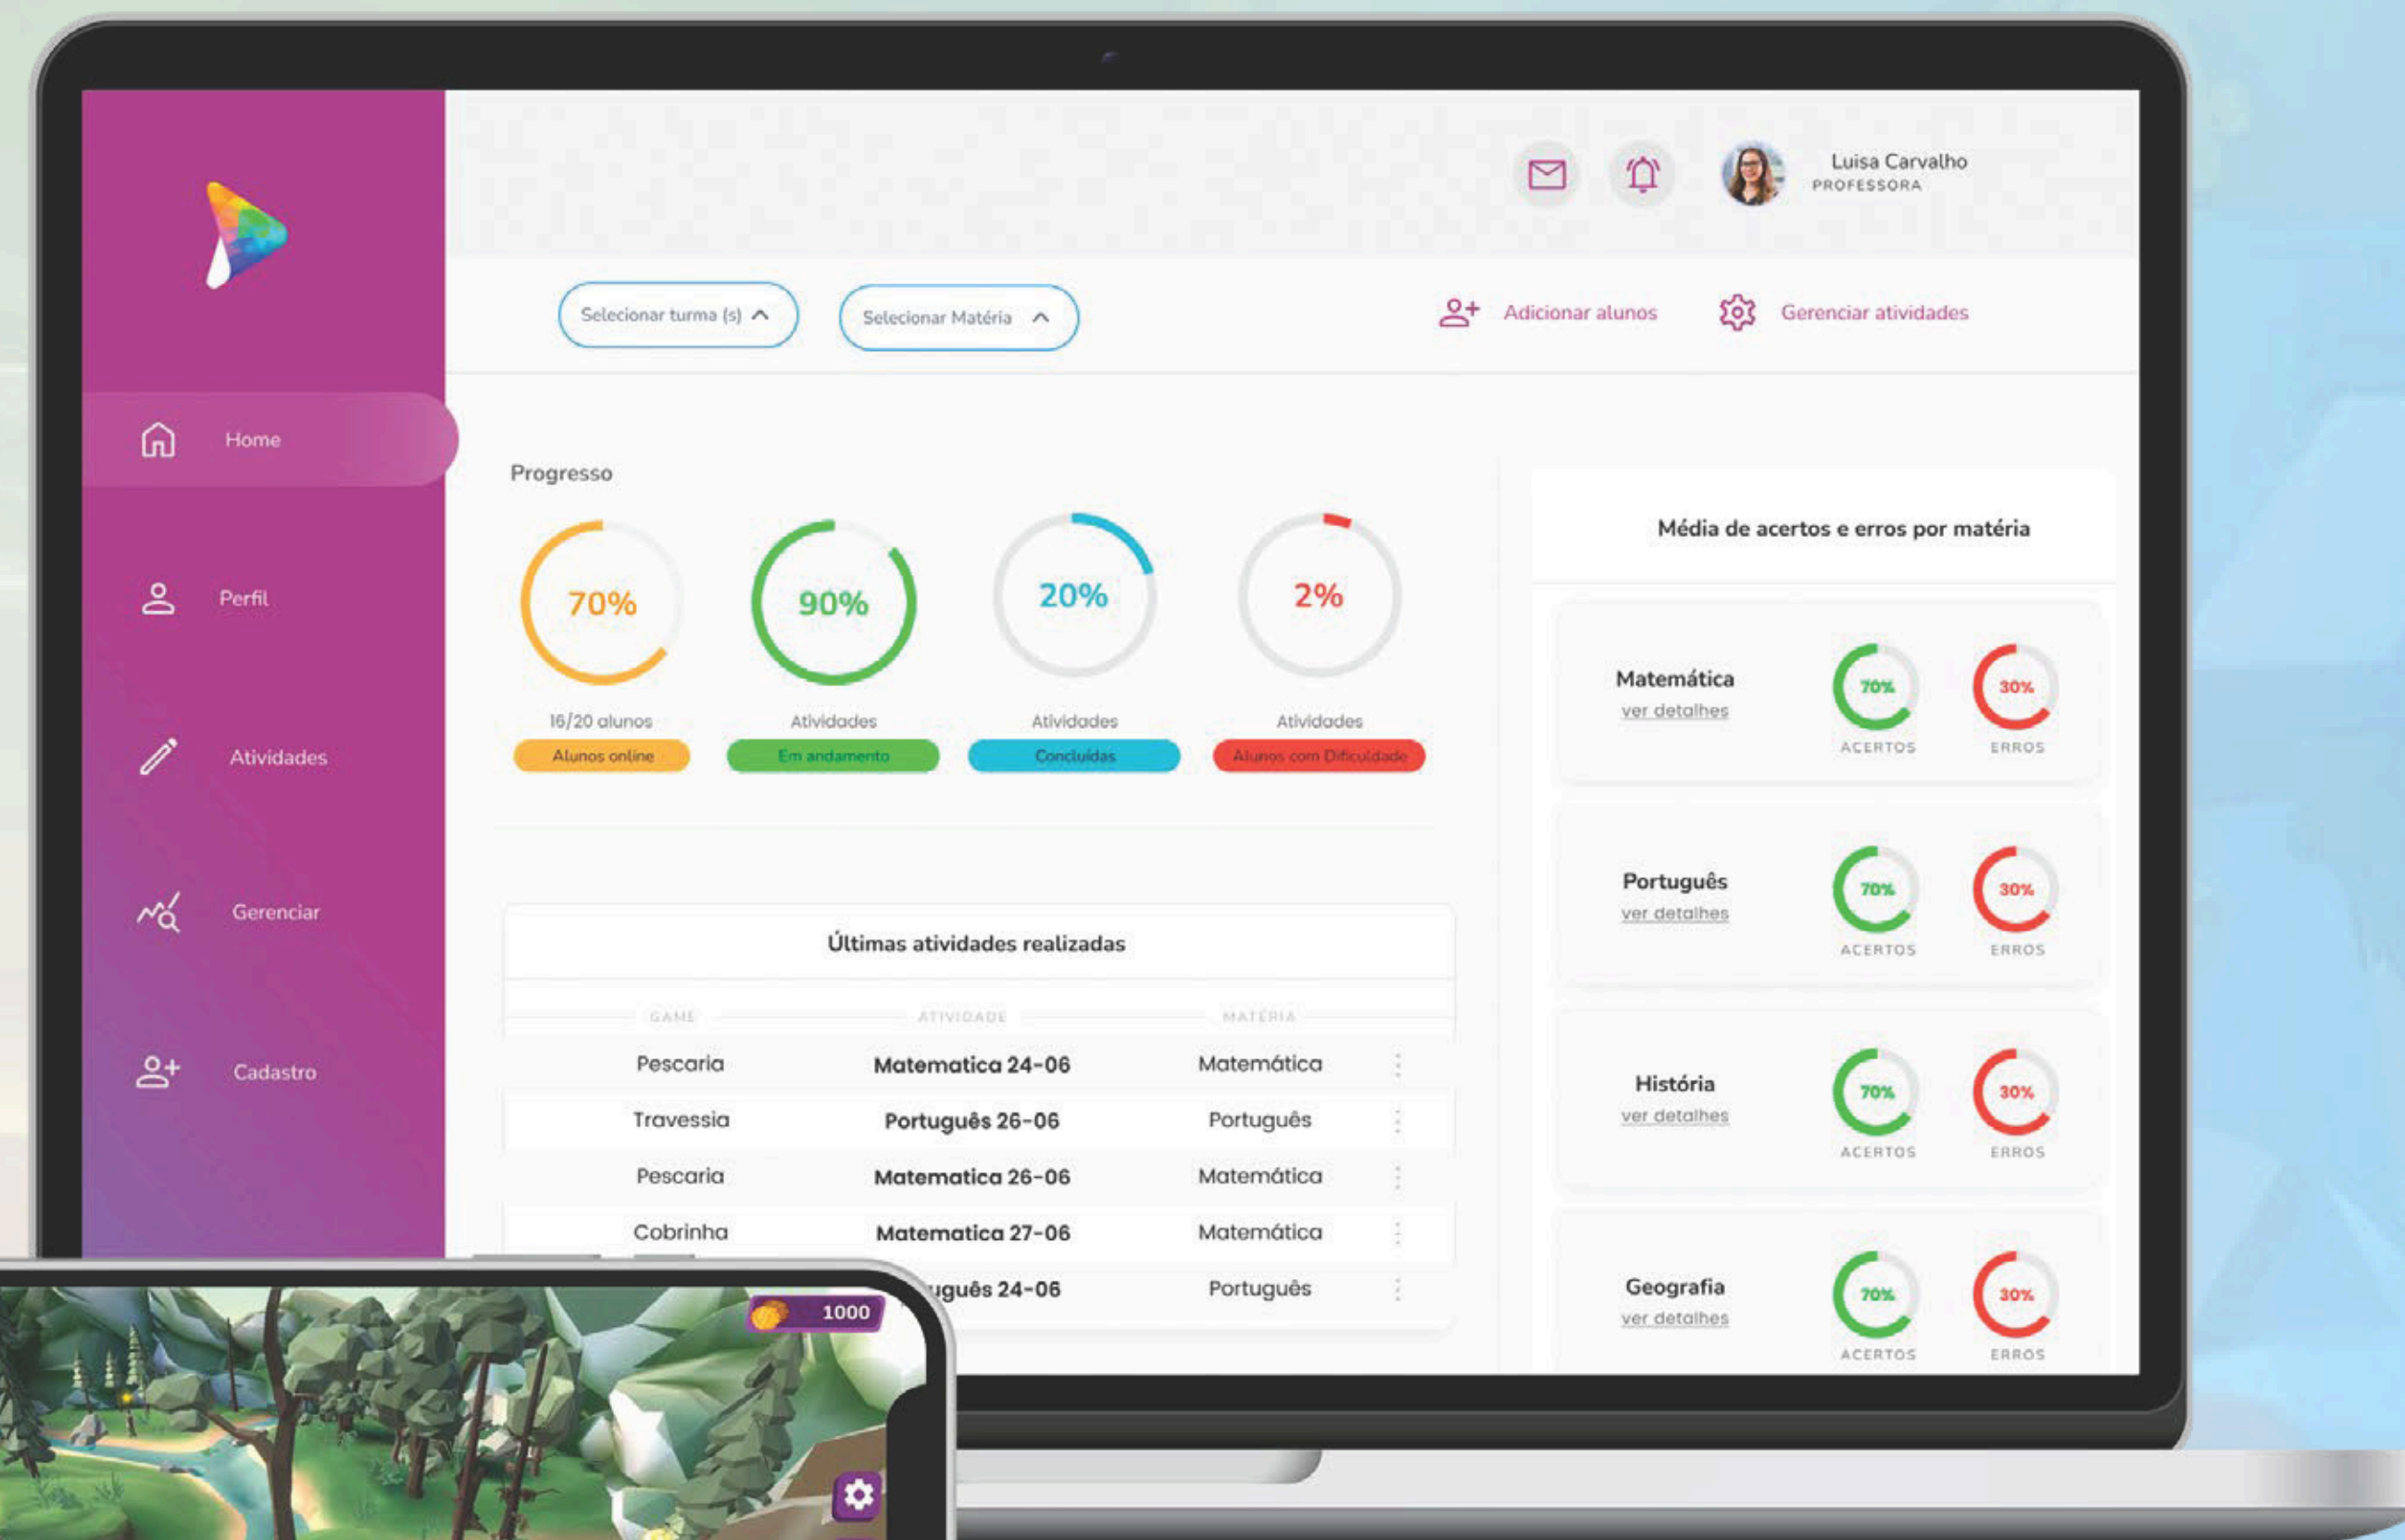 Luisa Carvalho
PROFESSORA
Selecionar turma (s)
Selecionar Matéria
Adicionar alunos
Gerenciar atividades
Home
Perfil
Atividades
Gerenciar
Cadastro
Progresso
70%
90%
20%
2%
16/20 alunos
Atividades
Atividades
Atividades
Alunos online
Em andamento
Concluídas
Alunos com Dificuldade
Últimas atividades realizadas
GAME ATIVIDADE MATÉRIA
Pescaria Matematica 24-06 Matemática
Travessia Português 26-06 Português
Pescaria Matematica 26-06 Matemática
Cobrinha Matematica 27-06 Matemática
uguês 24-06 Português
Média de acertos e erros por matéria
Matemática
ver detalhes
70%
ACERTOS
30%
ERROS
Português
ver detalhes
70%
ACERTOS
30%
ERROS
História
ver detalhes
70%
ACERTOS
30%
ERROS
Geografia
ver detalhes
70%
ACERTOS
30%
ERROS
1000